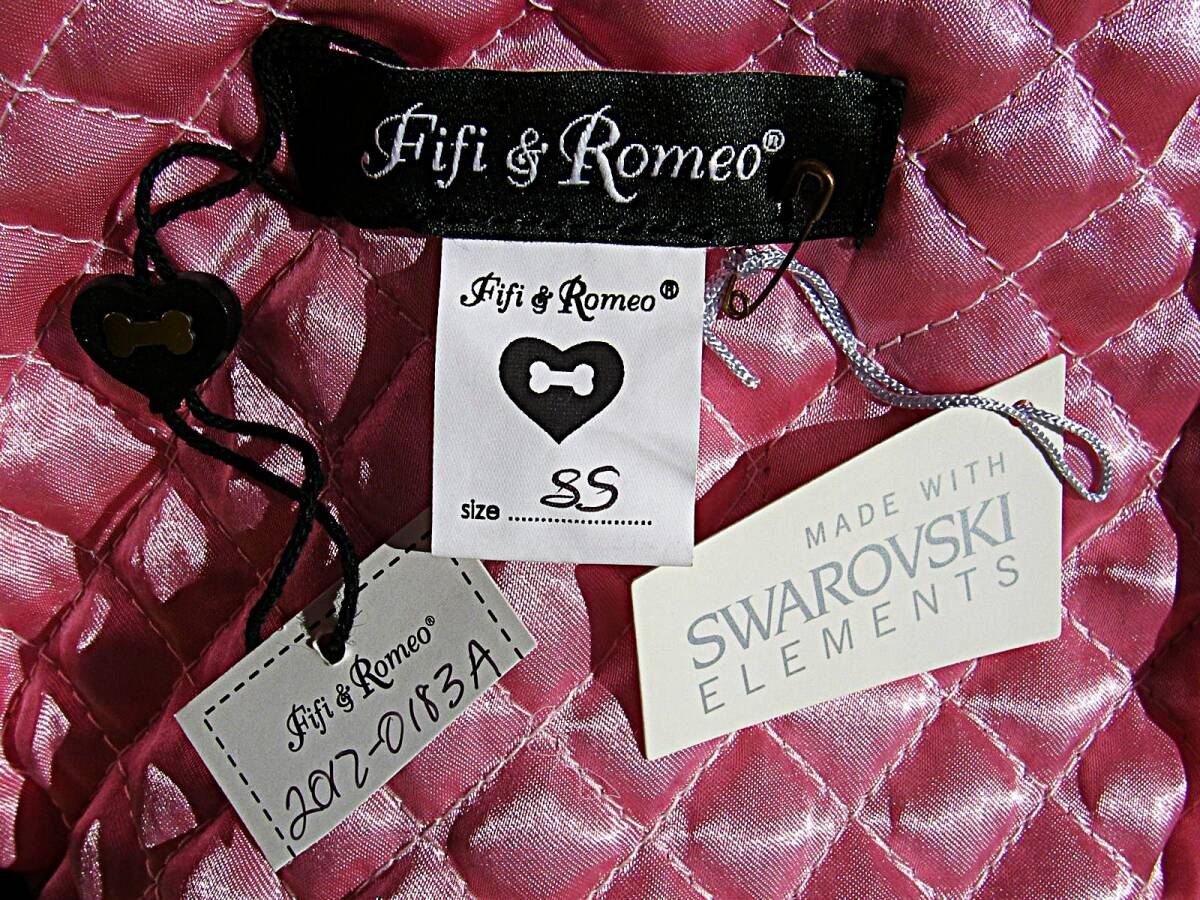 Fifi & Romeo®
Fifi & Romeo®
SS
size ........................
MADE WITH
SWAROVSKI
ELEMENTS
Fifi & Romeo®
2012-0183A